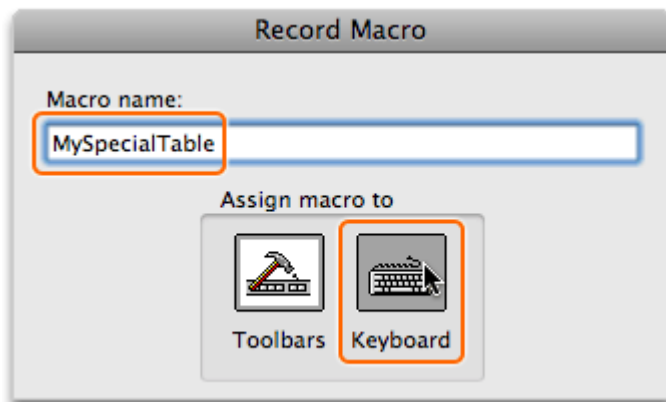 Record Macro
Macro name:
MySpecialTable
Assign macro to
Toolbars Keyboard